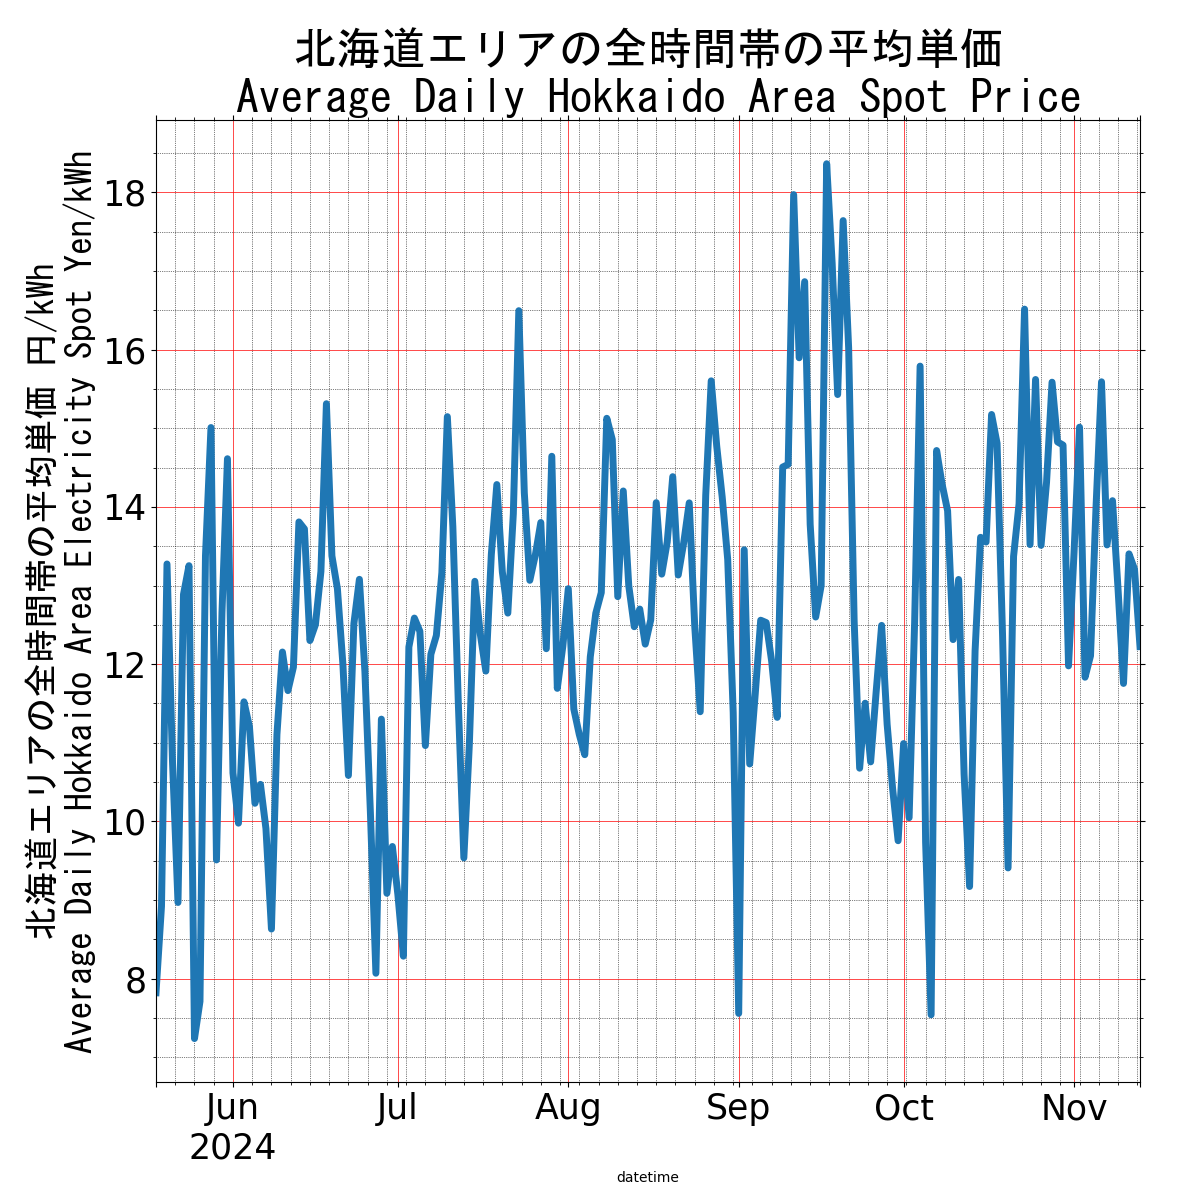 北海道エリアの全時間帯の平均単価
Average Daily Hokkaido Area Spot Price
北海道エリアの全時間帯の平均単価 円/kWh
Average Daily Hokkaido Area Electricity Spot Yen/kWh
18
16
14
12
10
8
Jun
2024
Jul
Aug
Sep
Oct
Nov
datetime